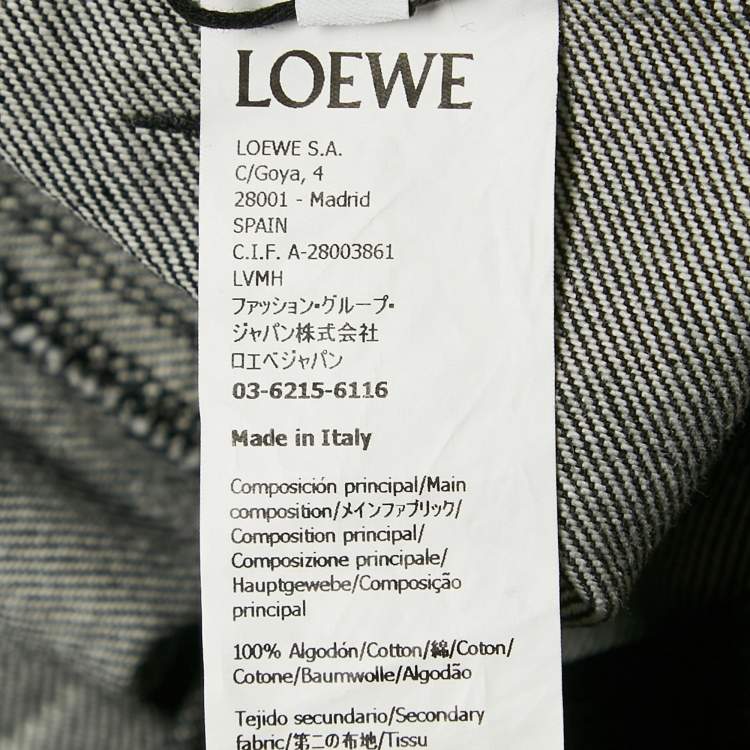 LOEWE
LOEWE S.A.
C/Goya, 4
28001 - Madrid
SPAIN
C.I.F. A-28003861
LVMH
ファッション・グループ・
ジャパン株式会社
ロエベジャパン
03-6215-6116
Made in Italy
Composición principal/Main
composition/メインファブリック/
Composition principal/
Composizione principale/
Hauptgewebe/Composição
principal
100% Algodón/Cotton/綿/Coton/
Cotone/Baumwolle/Algodão
Tejido secundario/Secondary
fabric/第二の布地/Tissu